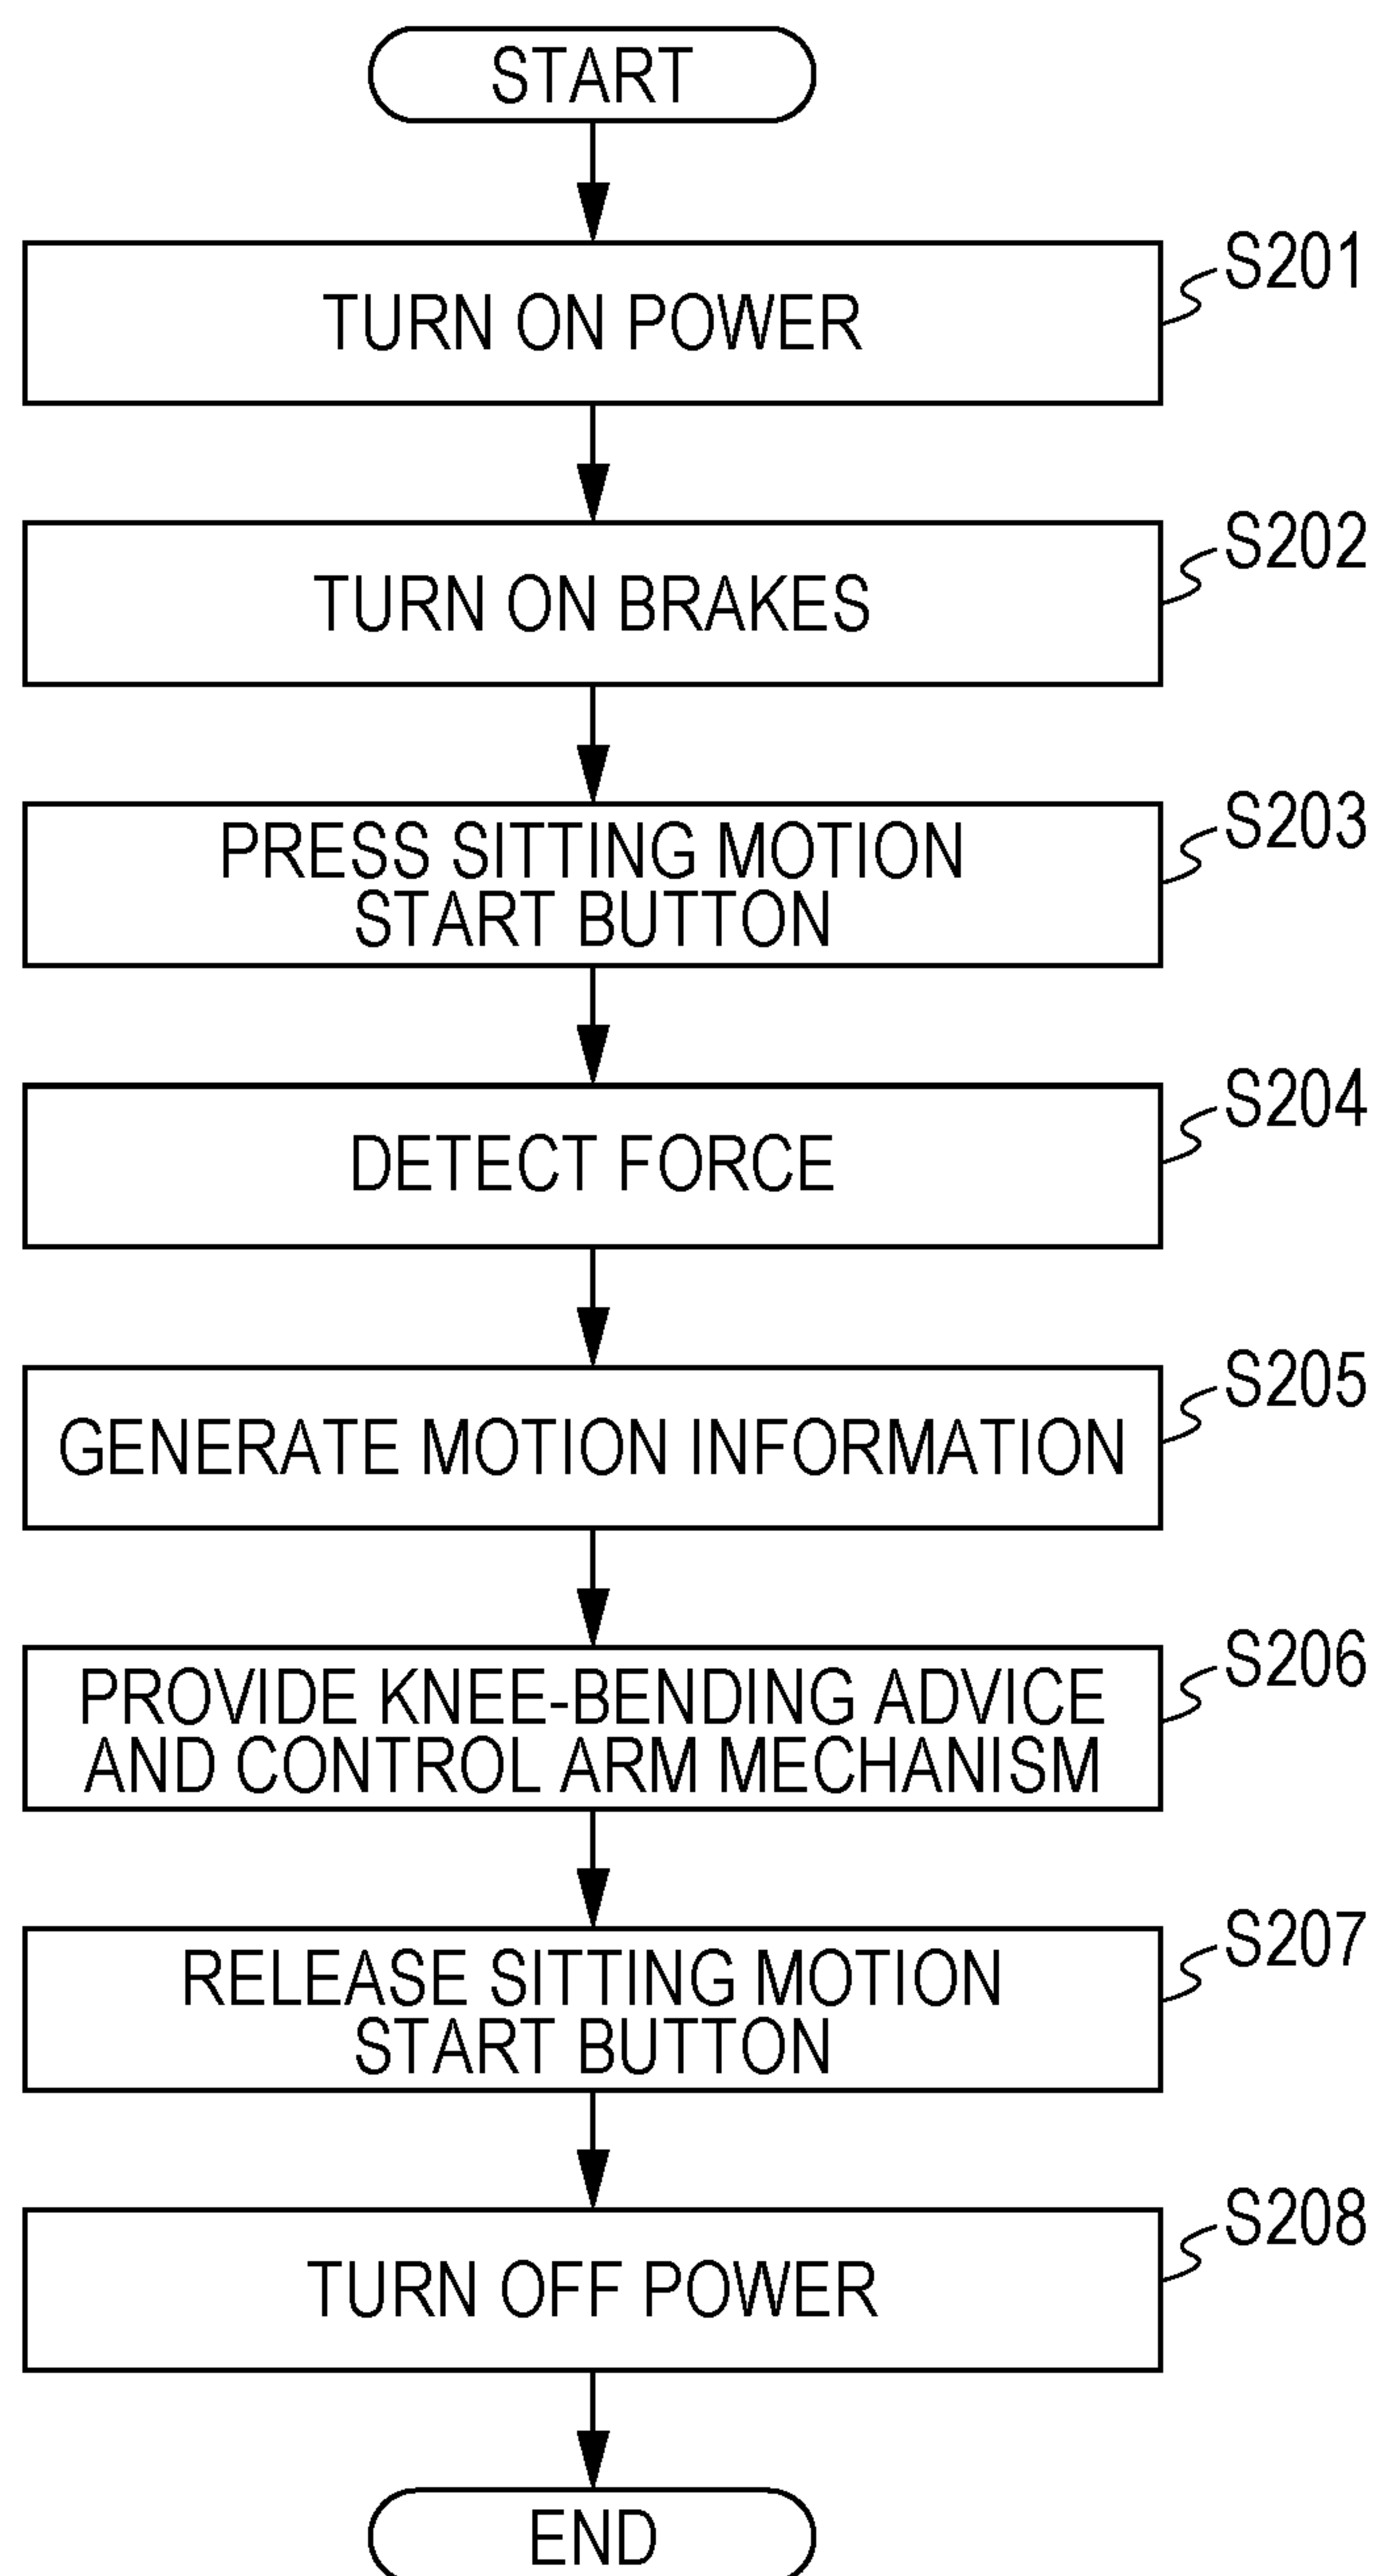 START
S201
TURN ON POWER
S202
TURN ON BRAKES
S203
PRESS SITTING MOTION
START BUTTON
S204
DETECT FORCE
S205
GENERATE MOTION INFORMATION
S206
PROVIDE KNEE-BENDING ADVICE
AND CONTROL ARM MECHANISM
S207
RELEASE SITTING MOTION
START BUTTON
S208
TURN OFF POWER
END